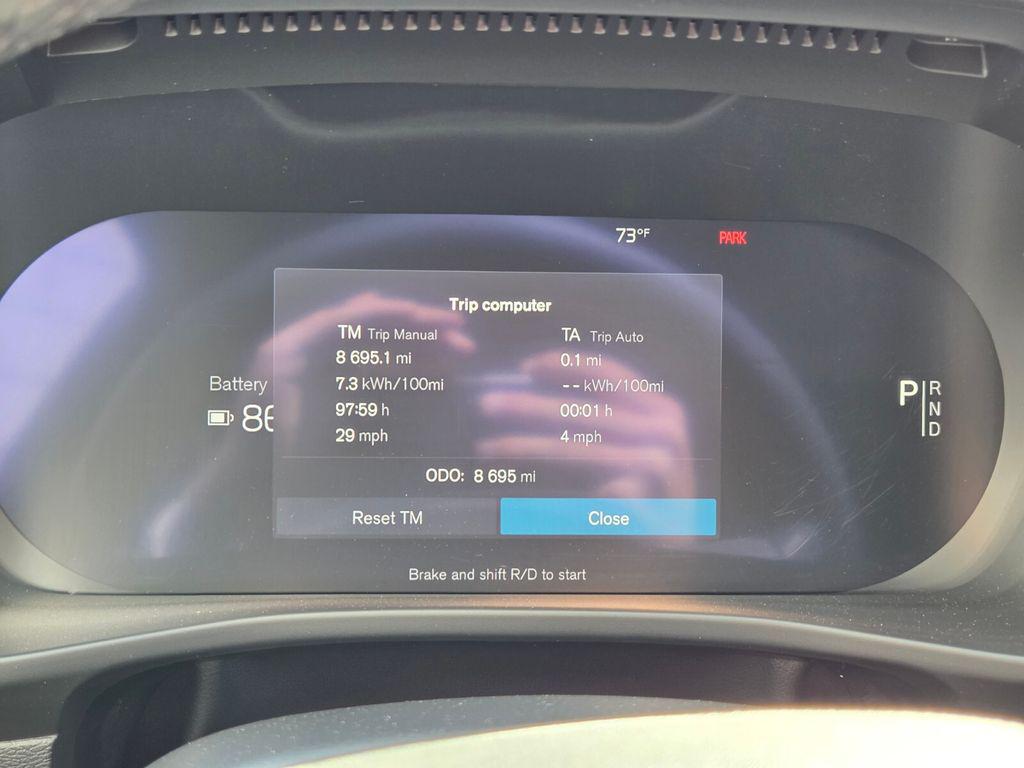 73°F PARK
Trip computer
TM Trip Manual TA Trip Auto
8 695.1 mi 0.1 mi
7.3 kWh/100mi -- kWh/100mi
97:59 h 00:01 h
29 mph 4 mph
Battery
P R
N
D
ODO: 8 695 mi
Reset TM Close
Brake and shift R/D to start